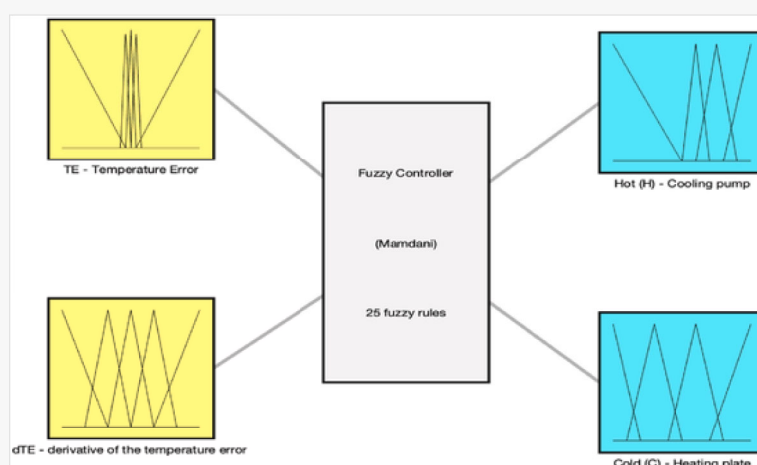 TE - Temperature Error
Hot (H) - Cooling pump
Fuzzy Controller
(Mamdani)
25 fuzzy rules
dTE - derivative of the temperature error
Cold (C) - Heating plate